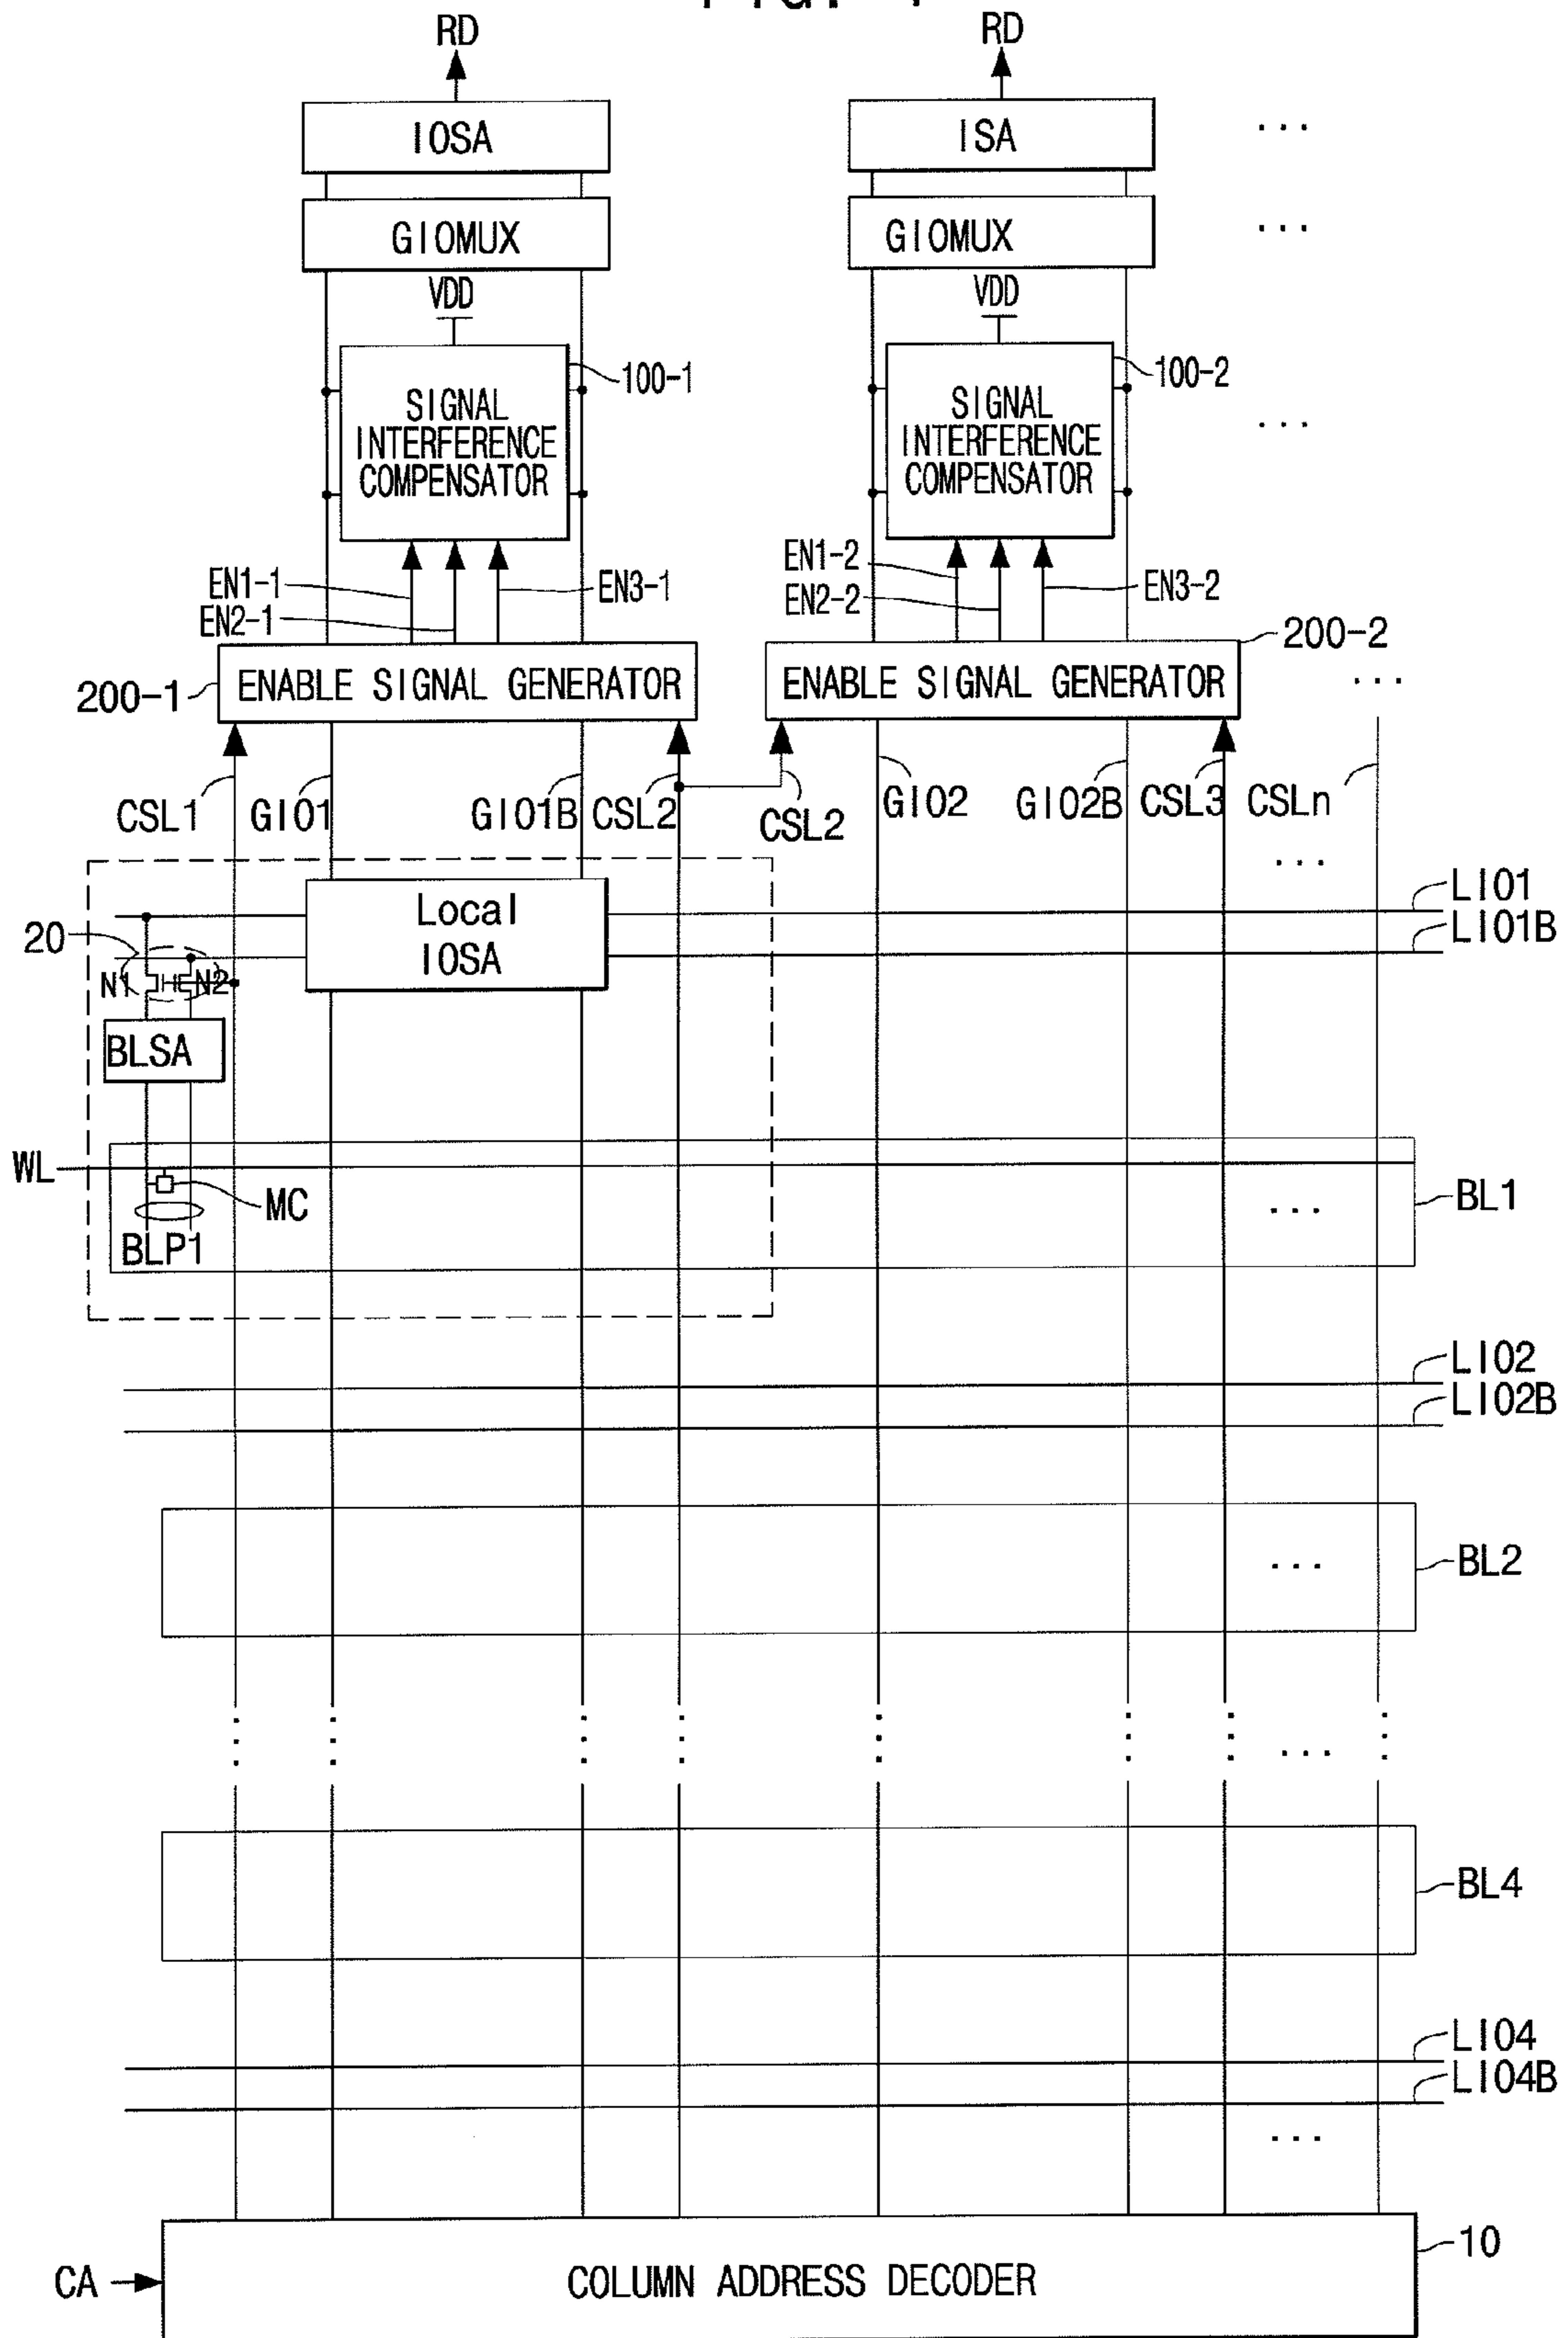 RD RD
IOSA ISA ...
GIOMUX GIOMUX ...
VDD VDD
100-1 100-2
SIGNAL
INTERFERENCE
COMPENSATOR
SIGNAL
INTERFERENCE
COMPENSATOR
...
EN1-1 EN3-1 EN1-2 EN3-2
EN2-1 EN2-2
200-1 ENABLE SIGNAL GENERATOR ENABLE SIGNAL GENERATOR 200-2 ...
CSL1 GIO1 GIO1B CSL2 CSL2 GIO2 GIO2B CSL3 CSLn
...
Local
IOSA
LIO1
LIO1B
20
N1 N2
BLSA
WL
MC
BLP1
... BL1
LIO2
LIO2B
... BL2
...
BL4
LIO4
LIO4B
...
10
CA COLUMN ADDRESS DECODER